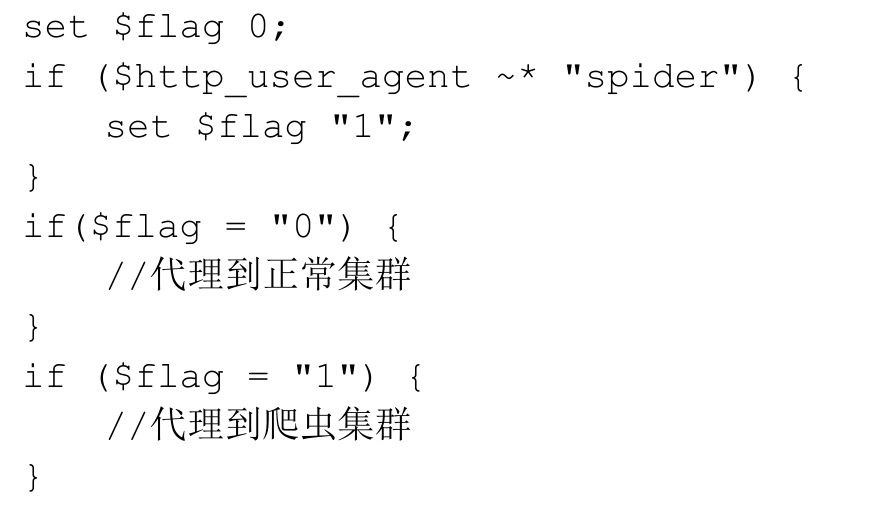 set $flag 0;
if ($http_user_agent ~* "spider") {
    set $flag "1";
}
if($flag = "0") {
    //代理到正常集群
}
if ($flag = "1") {
    //代理到爬虫集群
}